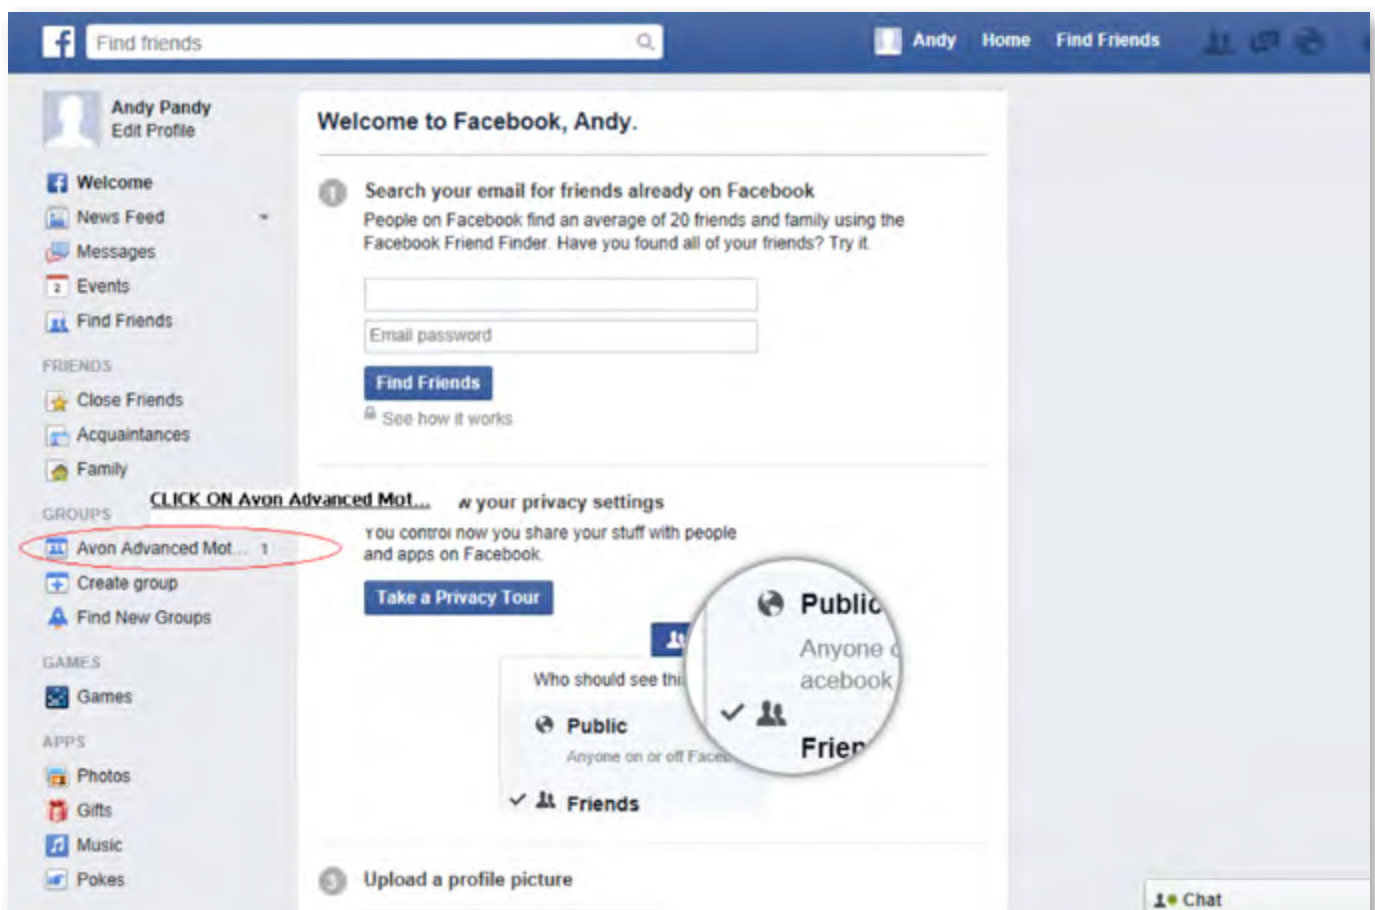 f Find friends Andy Home Find Friends
Andy Pandy
Edit Profile
Welcome
News Feed
Messages
2 Events
Find Friends
FRIENDS
Close Friends
Acquaintances
Family
GROUPS
CLICK ON Avon Advanced Mot...
Avon Advanced Mot... 1
Create group
Find New Groups
GAMES
Games
APPS
Photos
Gifts
Music
Pokes
Welcome to Facebook, Andy.
1 Search your email for friends already on Facebook
People on Facebook find an average of 20 friends and family using the
Facebook Friend Finder. Have you found all of your friends? Try it.
Email password
Find Friends
See how it works
w your privacy settings
You control how you share your stuff with people
and apps on Facebook.
Take a Privacy Tour
Who should see thi
Public
Anyone on or off Faceb
Friends
Public
Anyone o
acebook
Frien
3 Upload a profile picture
Chat